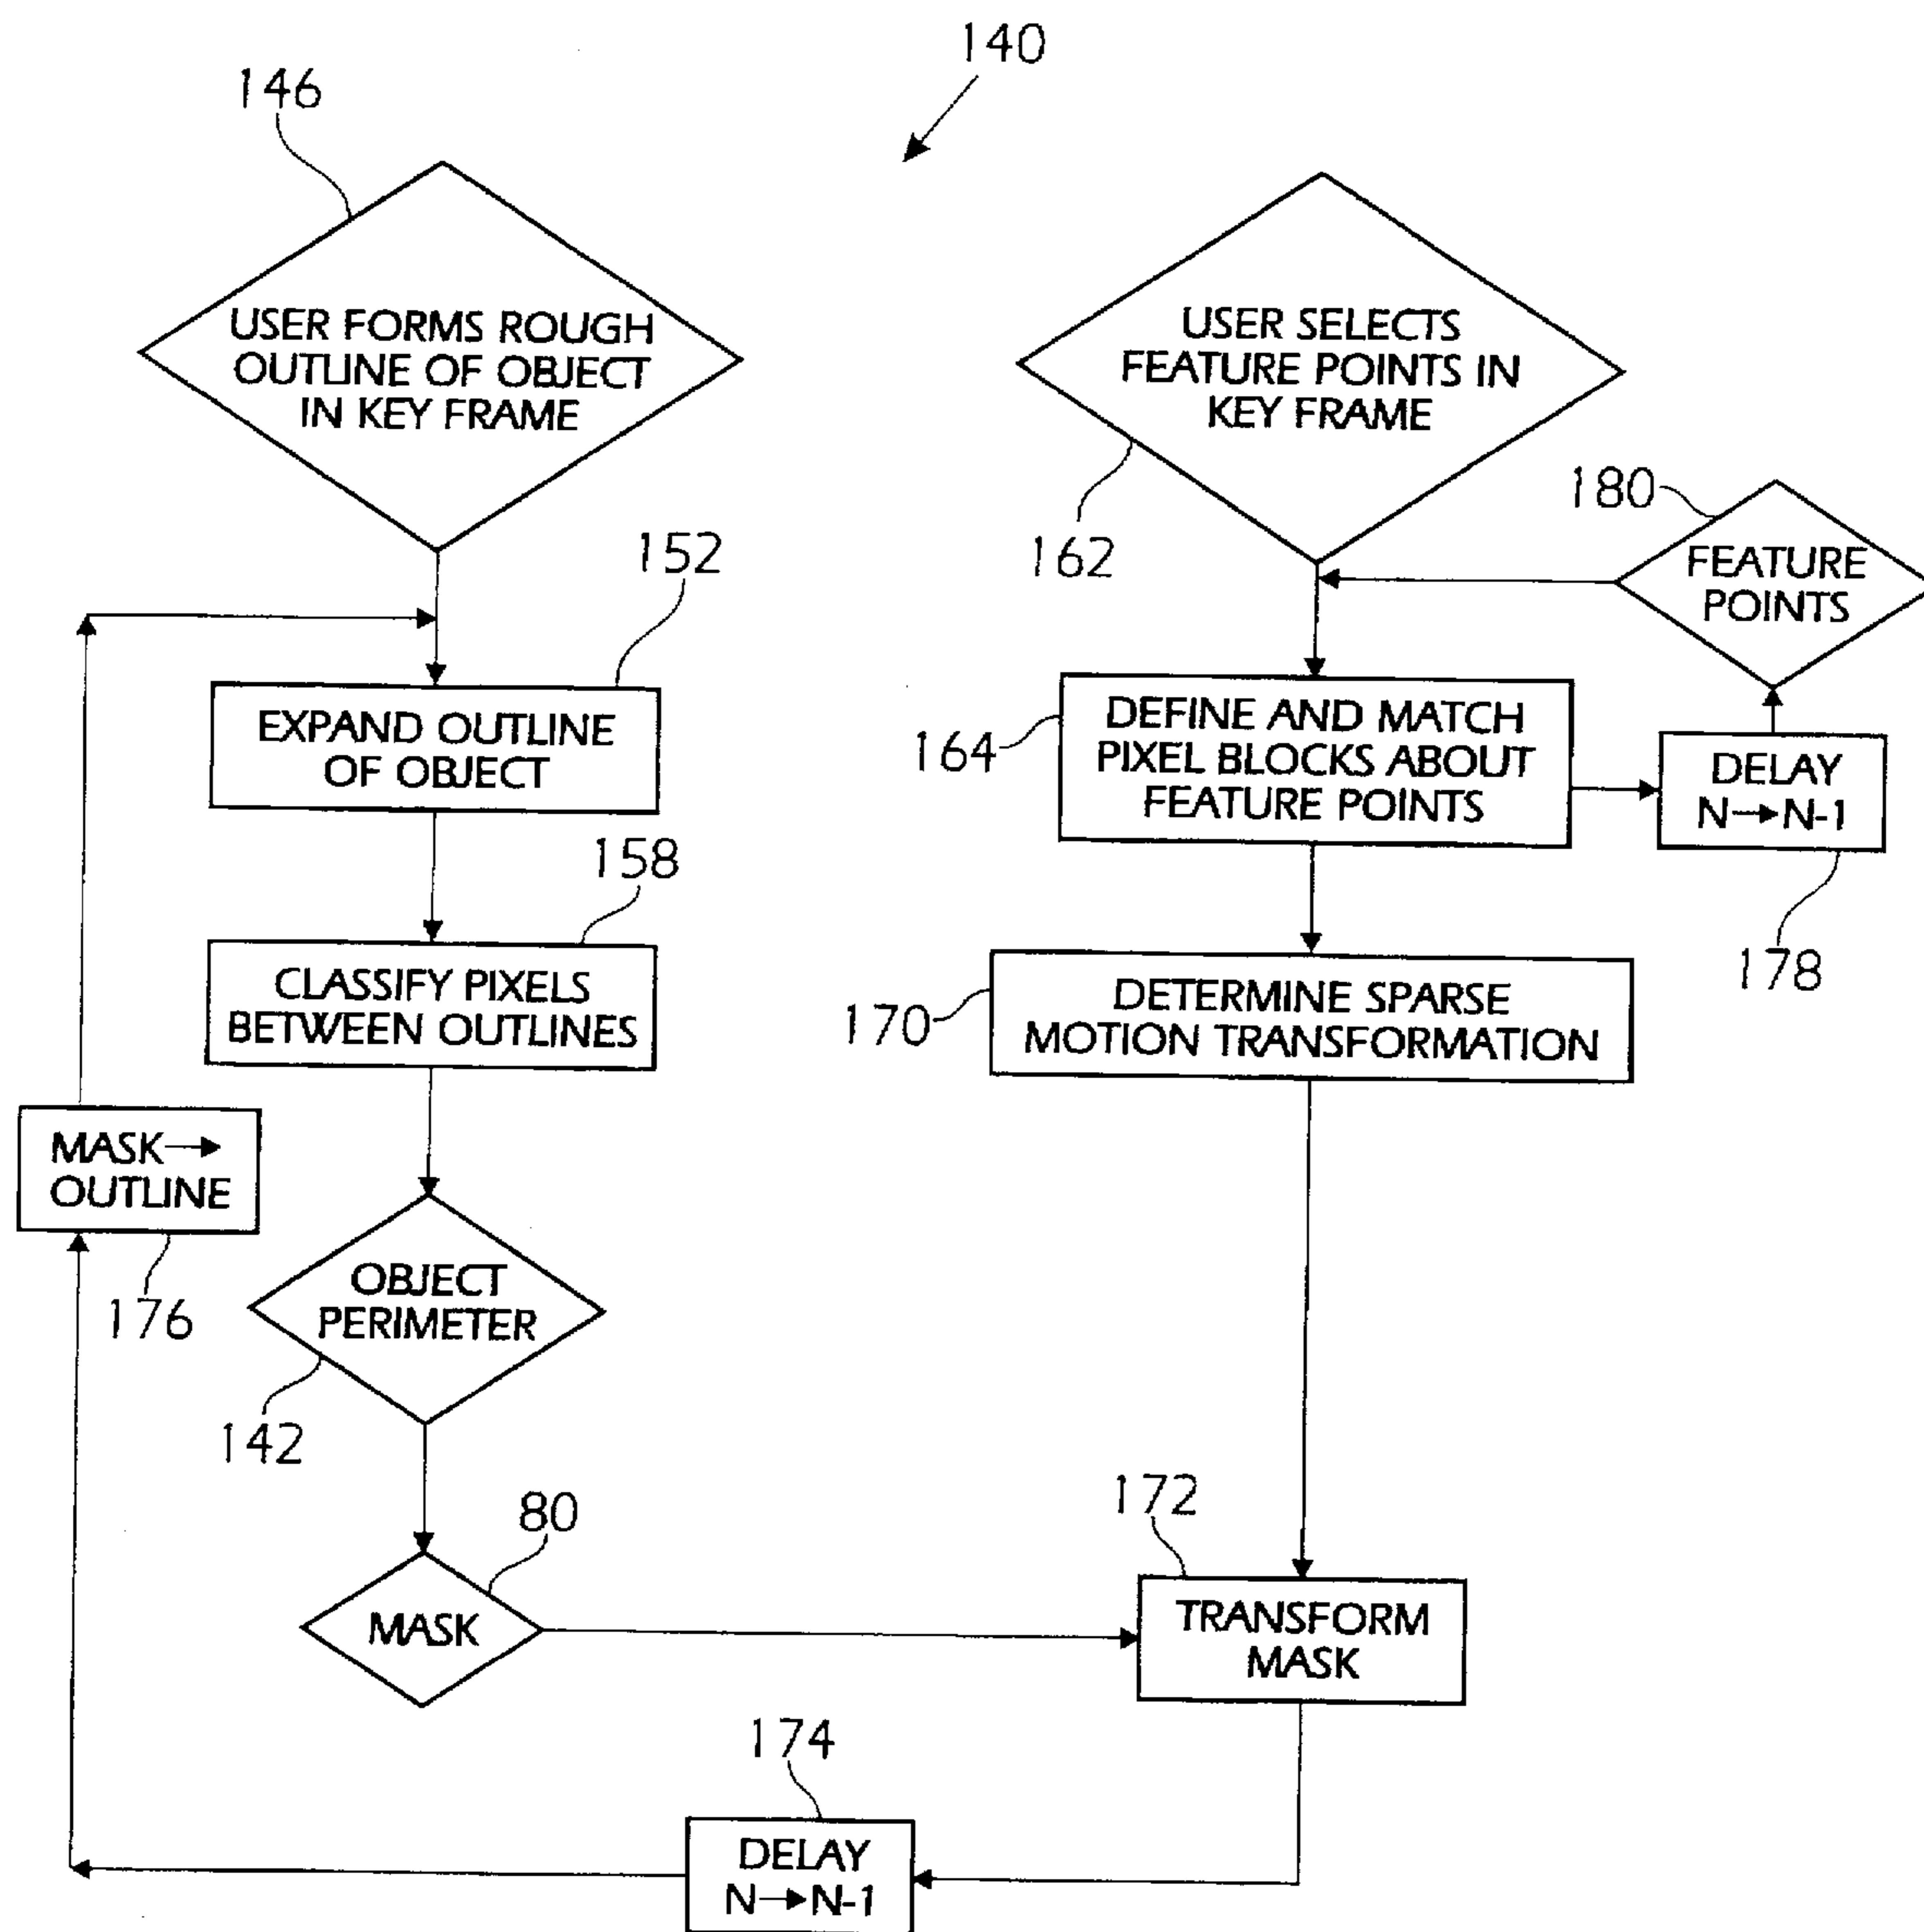 140
146
USER FORMS ROUGH
OUTLINE OF OBJECT
IN KEY FRAME
USER SELECTS
FEATURE POINTS IN
KEY FRAME
162
180
FEATURE
POINTS
152
EXPAND OUTLINE
OF OBJECT
164
DEFINE AND MATCH
PIXEL BLOCKS ABOUT
FEATURE POINTS
DELAY
N→N-1
178
158
CLASSIFY PIXELS
BETWEEN OUTLINES
170
DETERMINE SPARSE
MOTION TRANSFORMATION
MASK→
OUTLINE
176
OBJECT
PERIMETER
142
80
MASK
172
TRANSFORM
MASK
174
DELAY
N→N-1